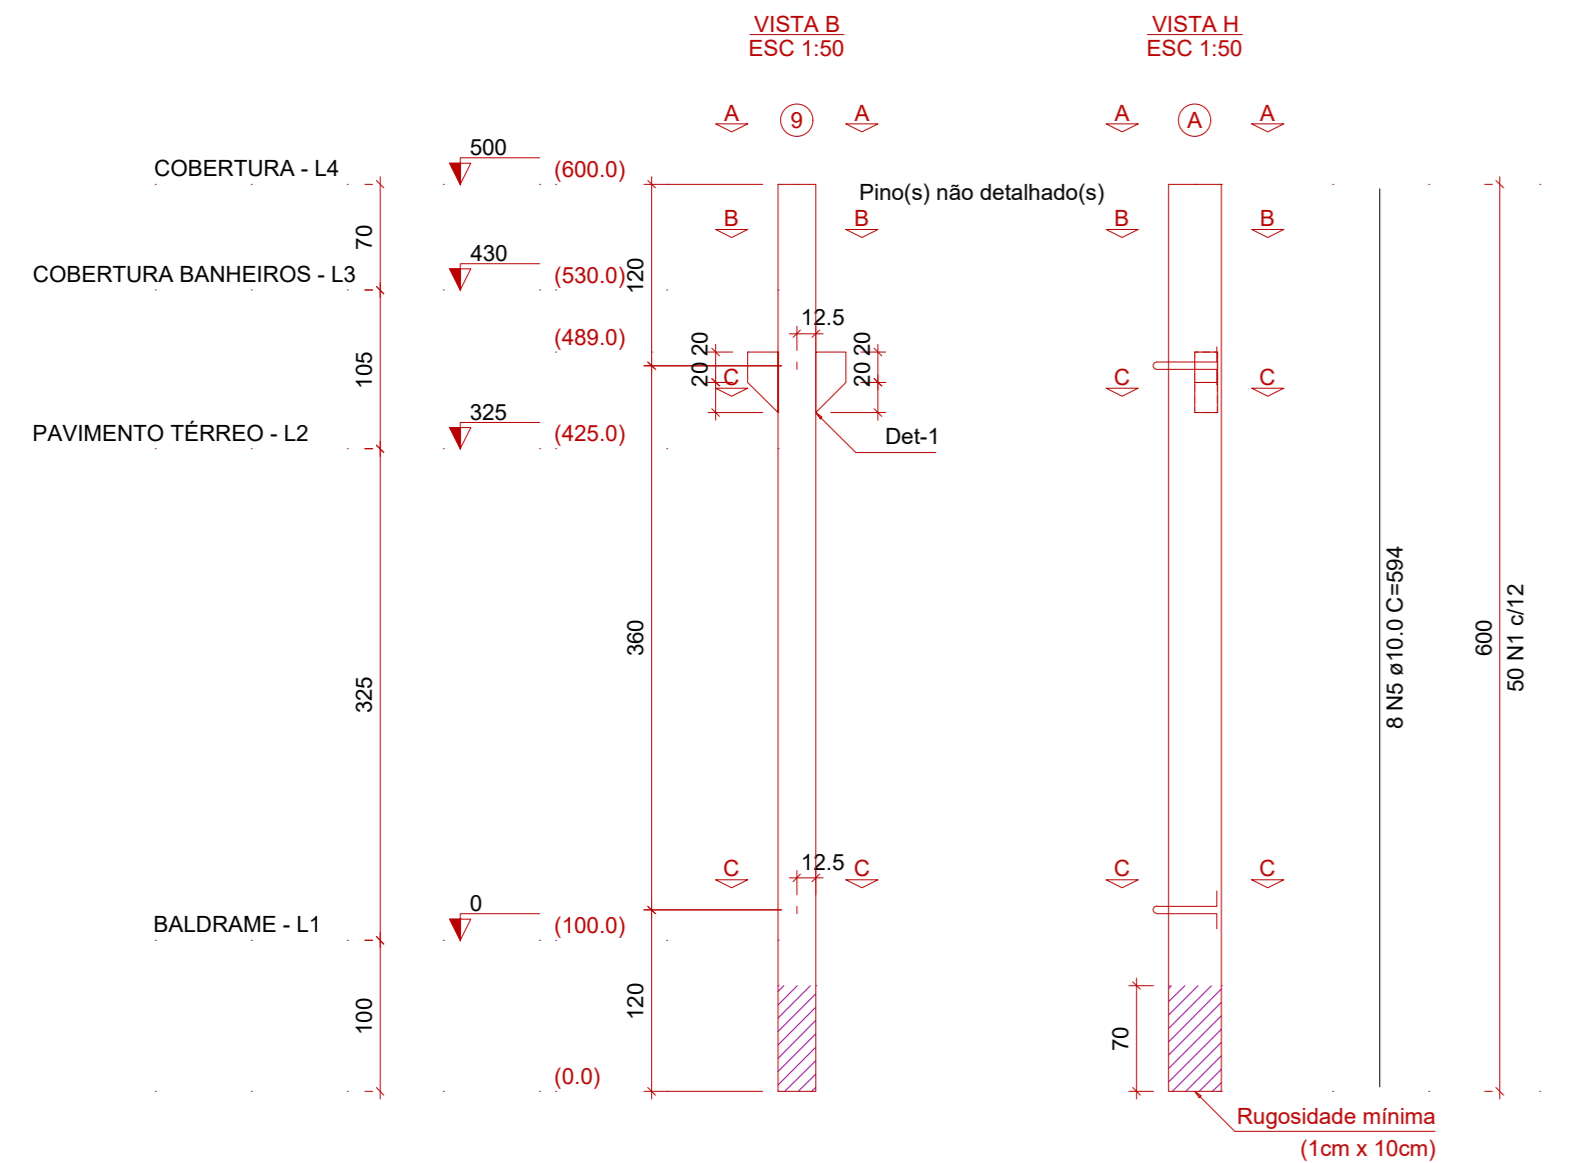 VISTA B
ESC 1:50
VISTA H
ESC 1:50
A
9
A
A
A
A
COBERTURA - L4
500
(600.0)
Pino(s) não detalhado(s)
B
B
B
B
70
COBERTURA BANHEIROS - L3
430
(530.0)
120
(489.0)
12.5
20 20
20 20
105
C
C
C
PAVIMENTO TÉRREO - L2
325
(425.0)
Det-1
360
325
8 N5 ø10.0 C=594
600
50 N1 c/12
C
12.5
C
C
C
BALDRAME - L1
0
(100.0)
120
100
70
(0.0)
Rugosidade mínima
(1cm x 10cm)